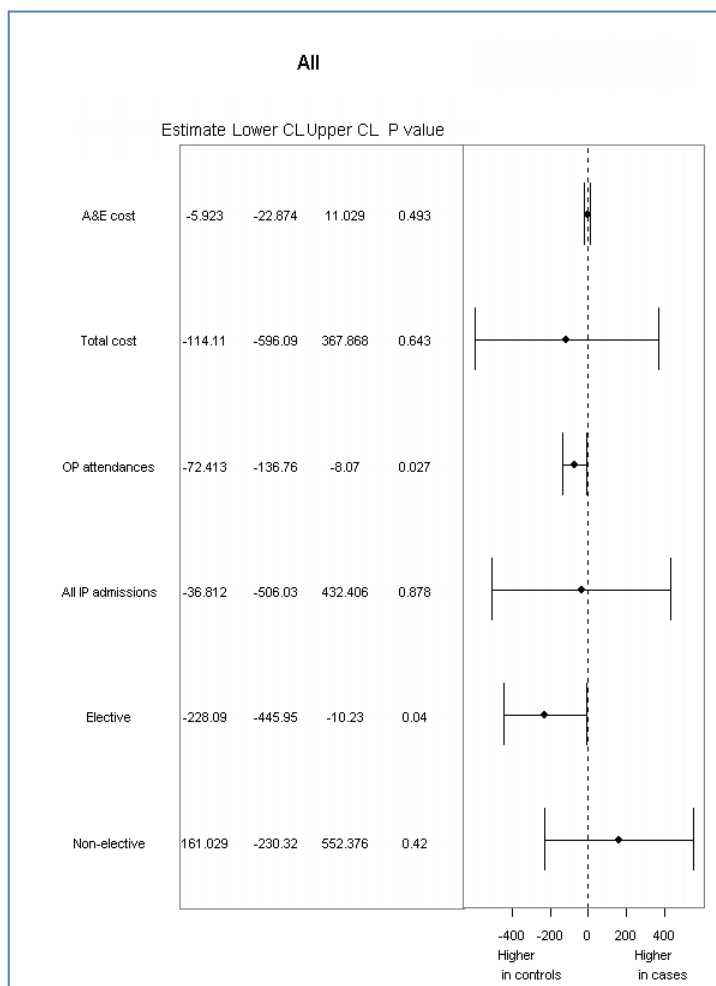 All
Estimate Lower CL Upper CL P value
A&E cost -5.923 -22.874 11.029 0.493
Total cost -114.11 -596.09 367.868 0.643
OP attendances -72.413 -136.76 -8.07 0.027
All IP admissions -36.812 -506.03 432.406 0.878
Elective -228.09 -445.95 -10.23 0.04
Non-elective 161.029 -230.32 552.376 0.42
-400 -200 0 200 400
Higher Higher
in controls in cases